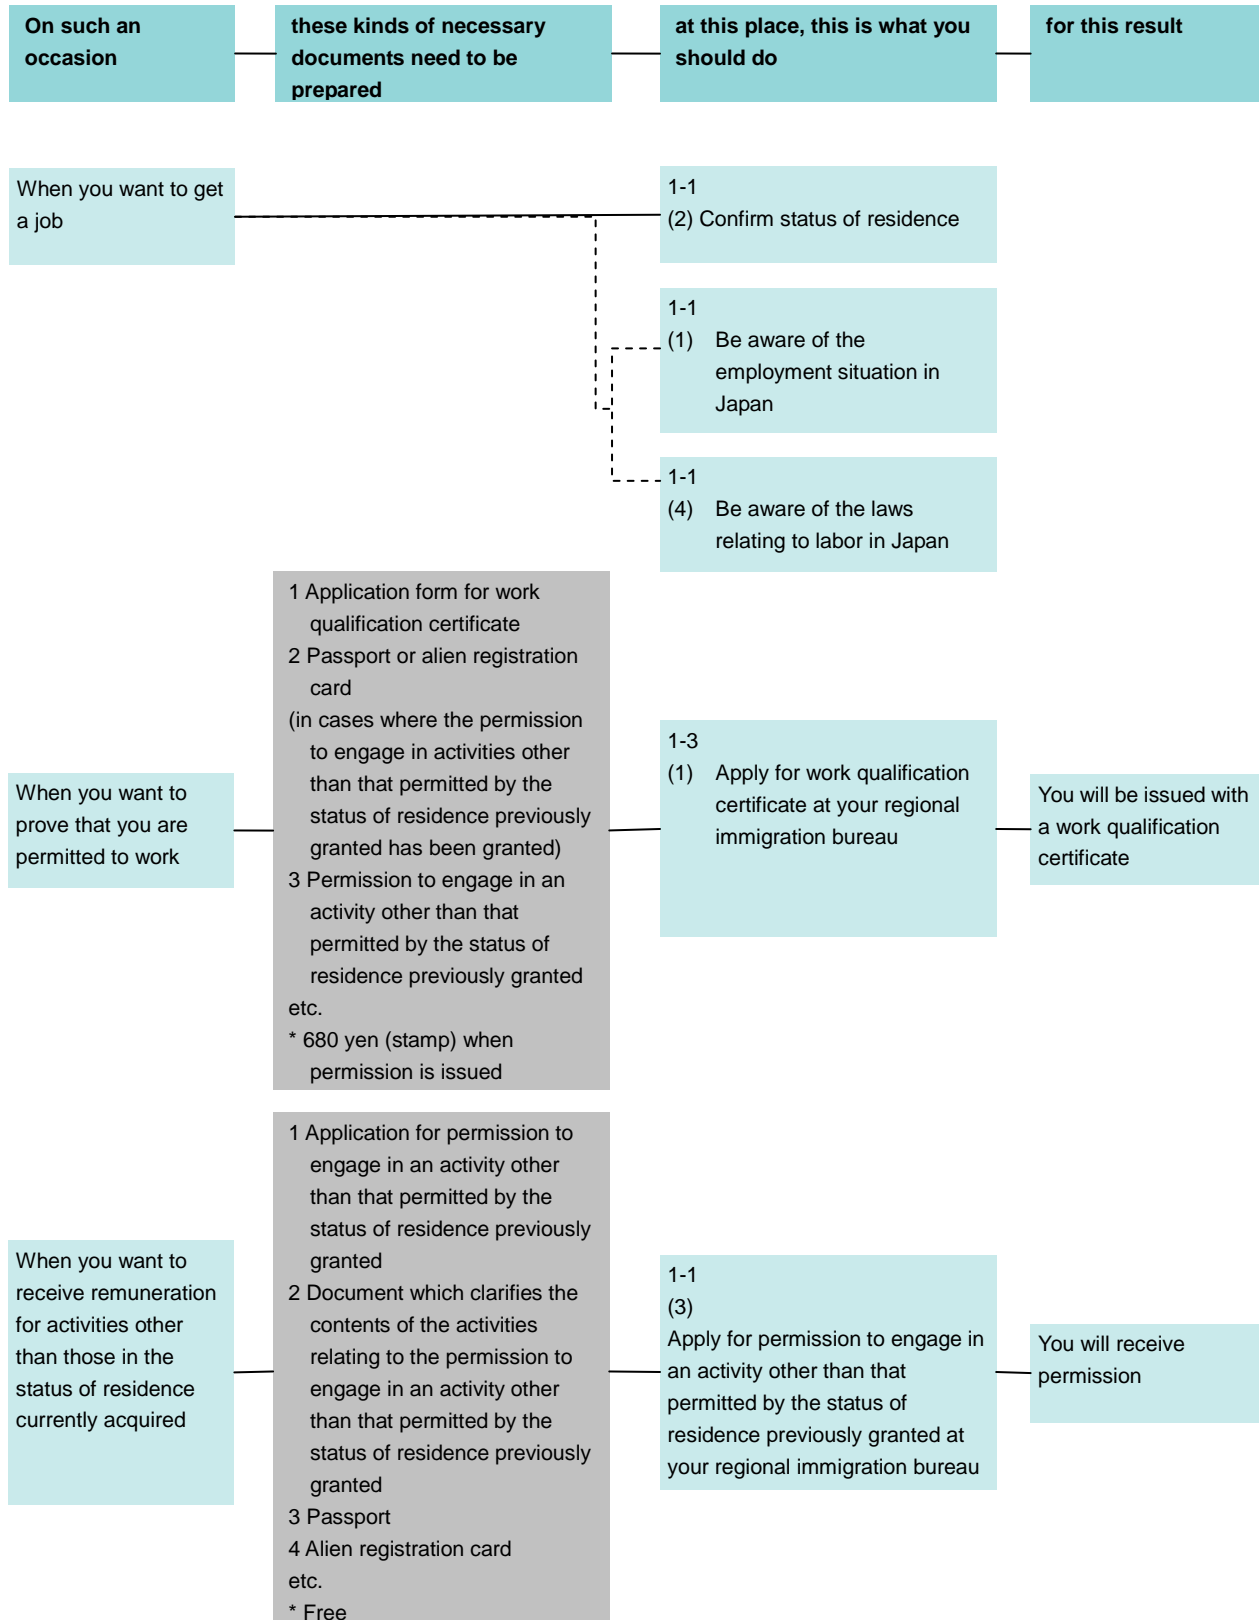 On such an
occasion
these kinds of necessary
documents need to be
prepared
at this place, this is what you
should do
for this result
When you want to get
a job
1-1
(2) Confirm status of residence
1-1
(1) Be aware of the
employment situation in
Japan
1-1
(4) Be aware of the laws
relating to labor in Japan
When you want to
prove that you are
permitted to work
1 Application form for work
qualification certificate
2 Passport or alien registration
card
(in cases where the permission
to engage in activities other
than that permitted by the
status of residence previously
granted has been granted)
3 Permission to engage in an
activity other than that
permitted by the status of
residence previously granted
etc.
* 680 yen (stamp) when
permission is issued
1-3
(1) Apply for work qualification
certificate at your regional
immigration bureau
You will be issued with
a work qualification
certificate
When you want to
receive remuneration
for activities other
than those in the
status of residence
currently acquired
1 Application for permission to
engage in an activity other
than that permitted by the
status of residence previously
granted
2 Document which clarifies the
contents of the activities
relating to the permission to
engage in an activity other
than that permitted by the
status of residence previously
granted
3 Passport
4 Alien registration card
etc.
* Free
1-1
(3)
Apply for permission to engage in
an activity other than that
permitted by the status of
residence previously granted at
your regional immigration bureau
You will receive
permission